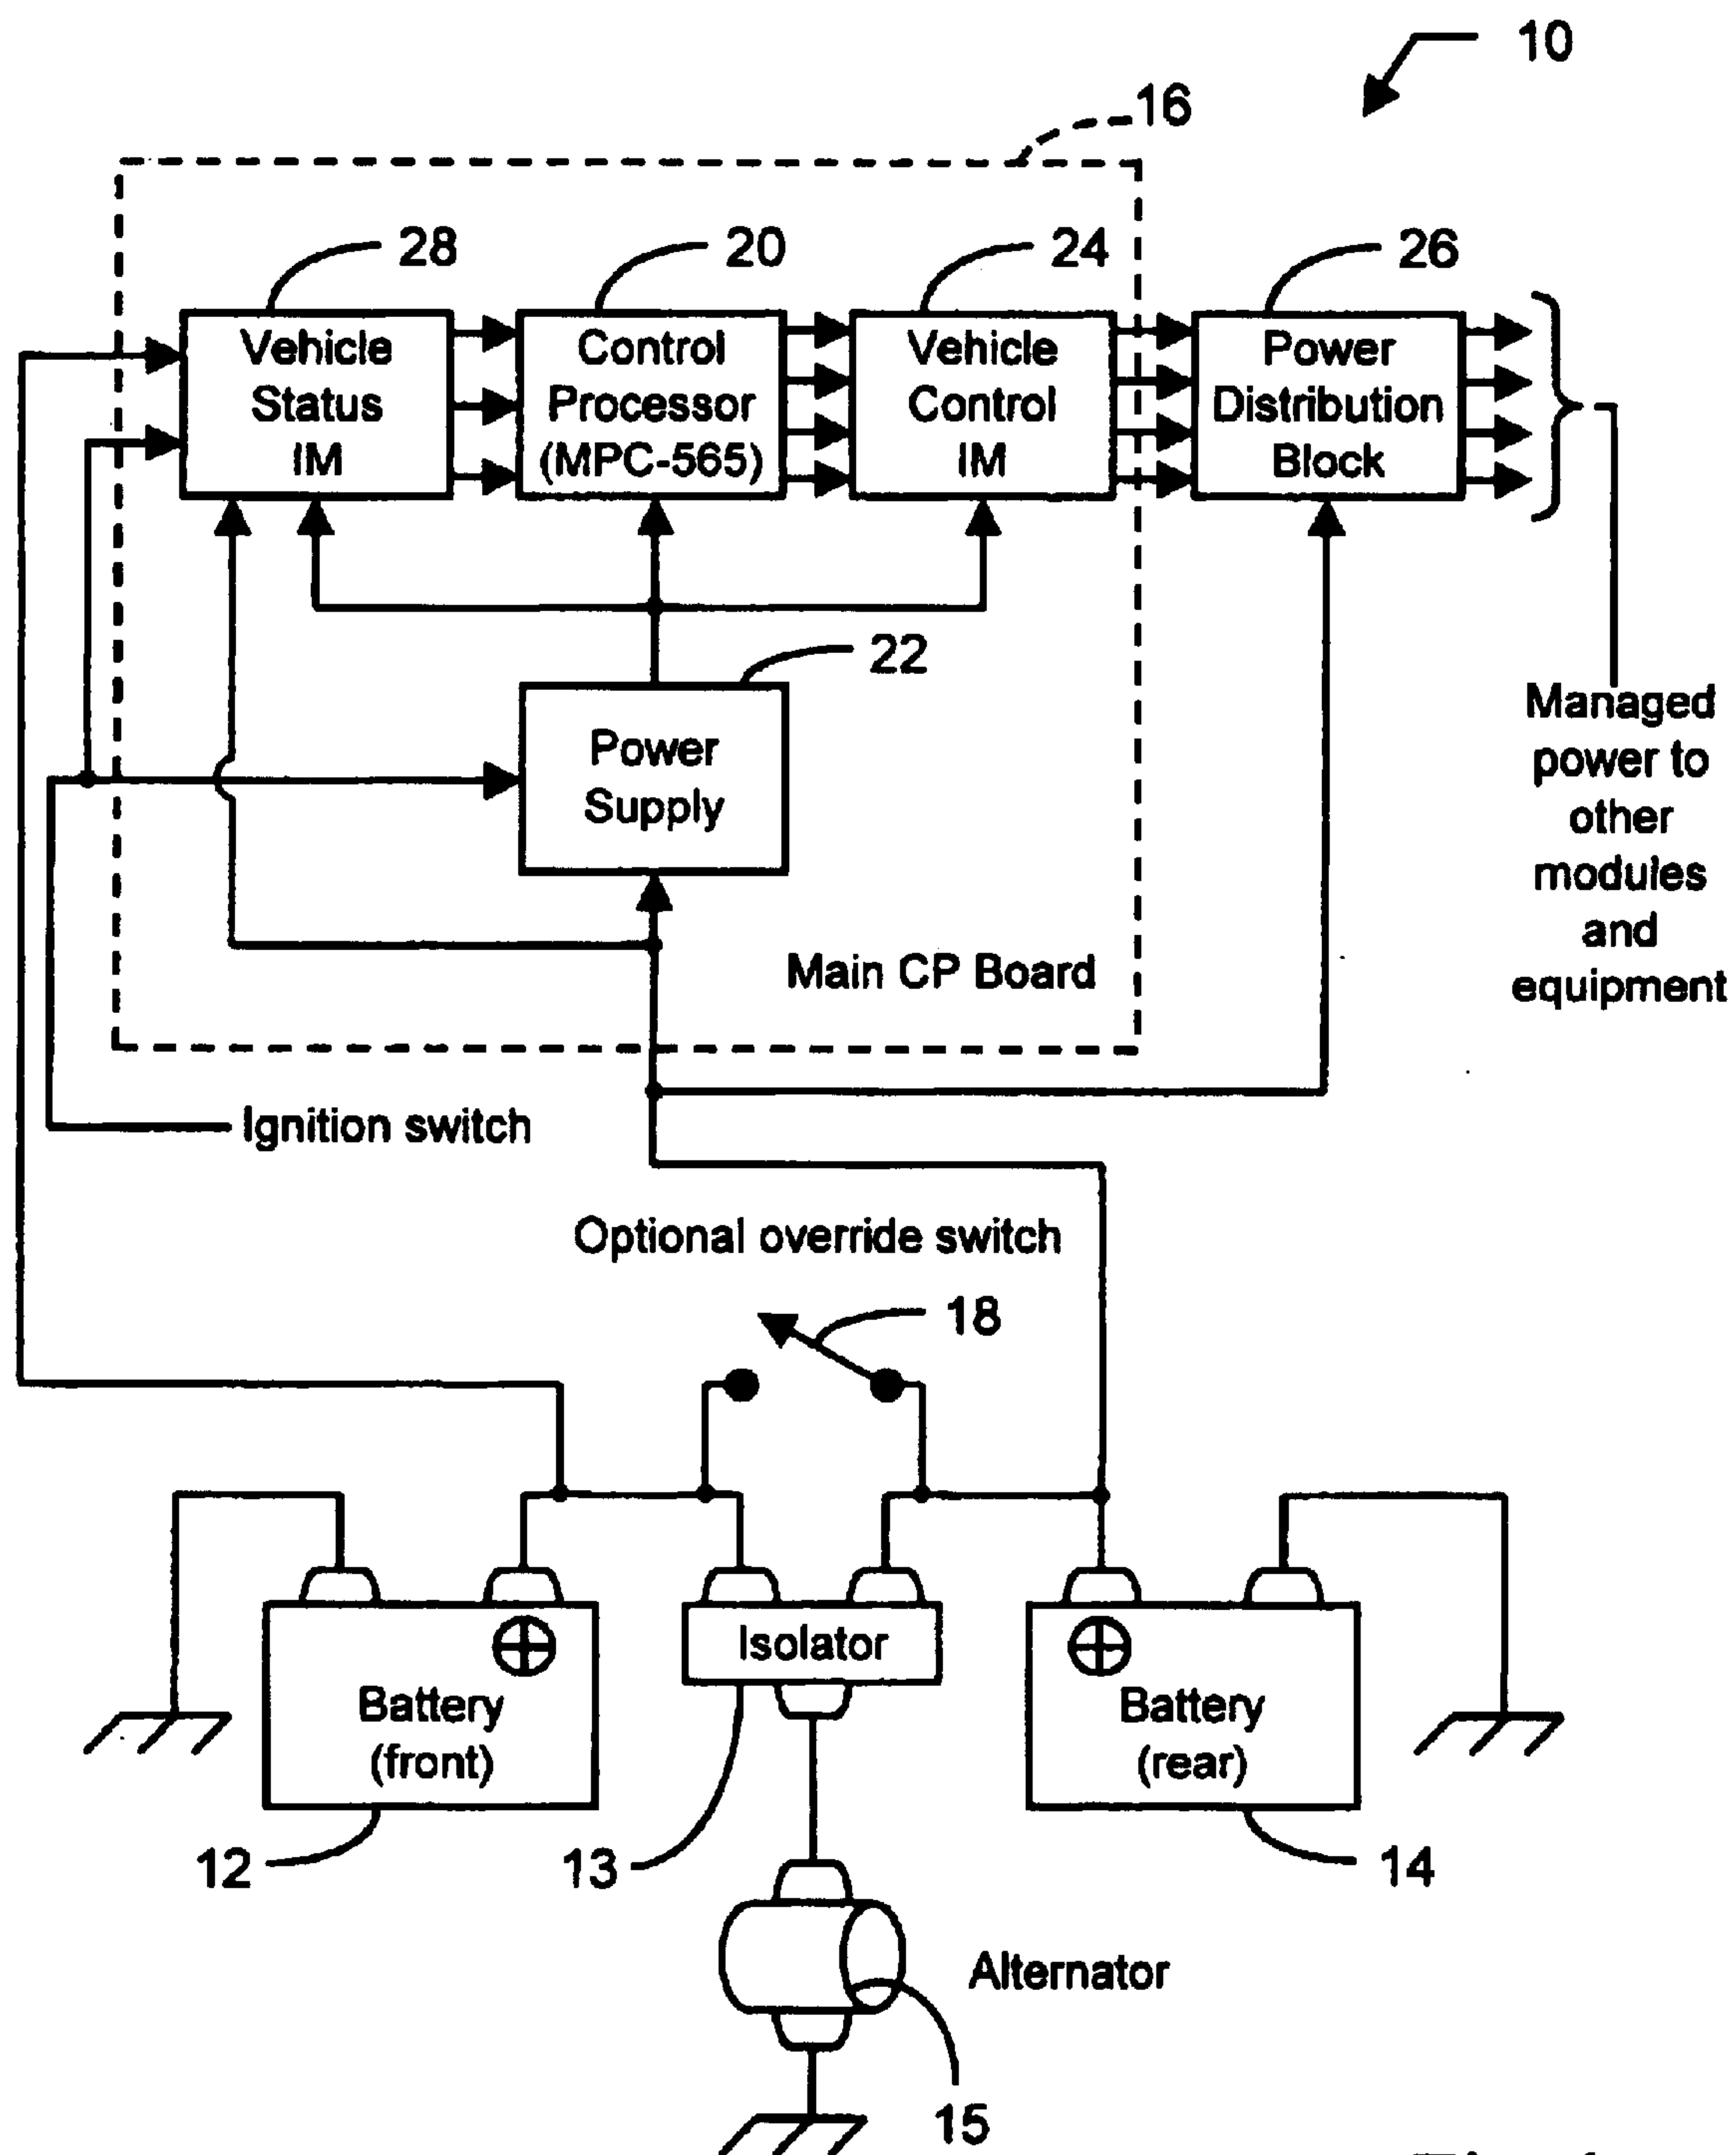 10
16
28
20
24
26
Vehicle
Status
IM
Control
Processor
(MPC-565)
Vehicle
Control
IM
Power
Distribution
Block
22
Power
Supply
Managed
power to
other
modules
and
equipment
Main CP Board
Ignition switch
Optional override switch
18
Isolator
Battery
(front)
Battery
(rear)
12
13
14
Alternator
15